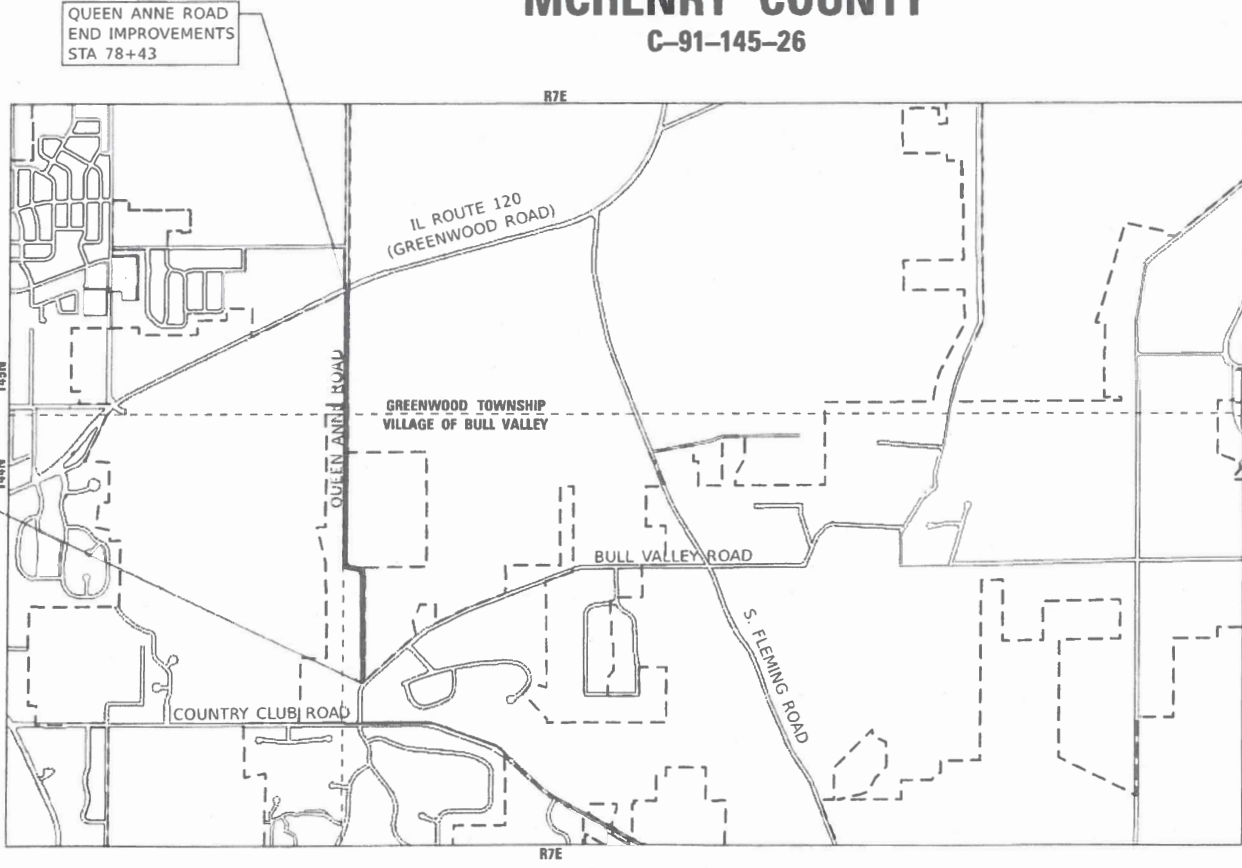 MCHENRY COUNTY
C-91-145-26
QUEEN ANNE ROAD
END IMPROVEMENTS
STA 78+43
R7E
IL ROUTE 120
(GREENWOOD ROAD)
QUEEN ANNE ROAD
GREENWOOD TOWNSHIP
VILLAGE OF BULL VALLEY
144N
BULL VALLEY ROAD
S. FLEMING ROAD
COUNTRY CLUB ROAD
R7E